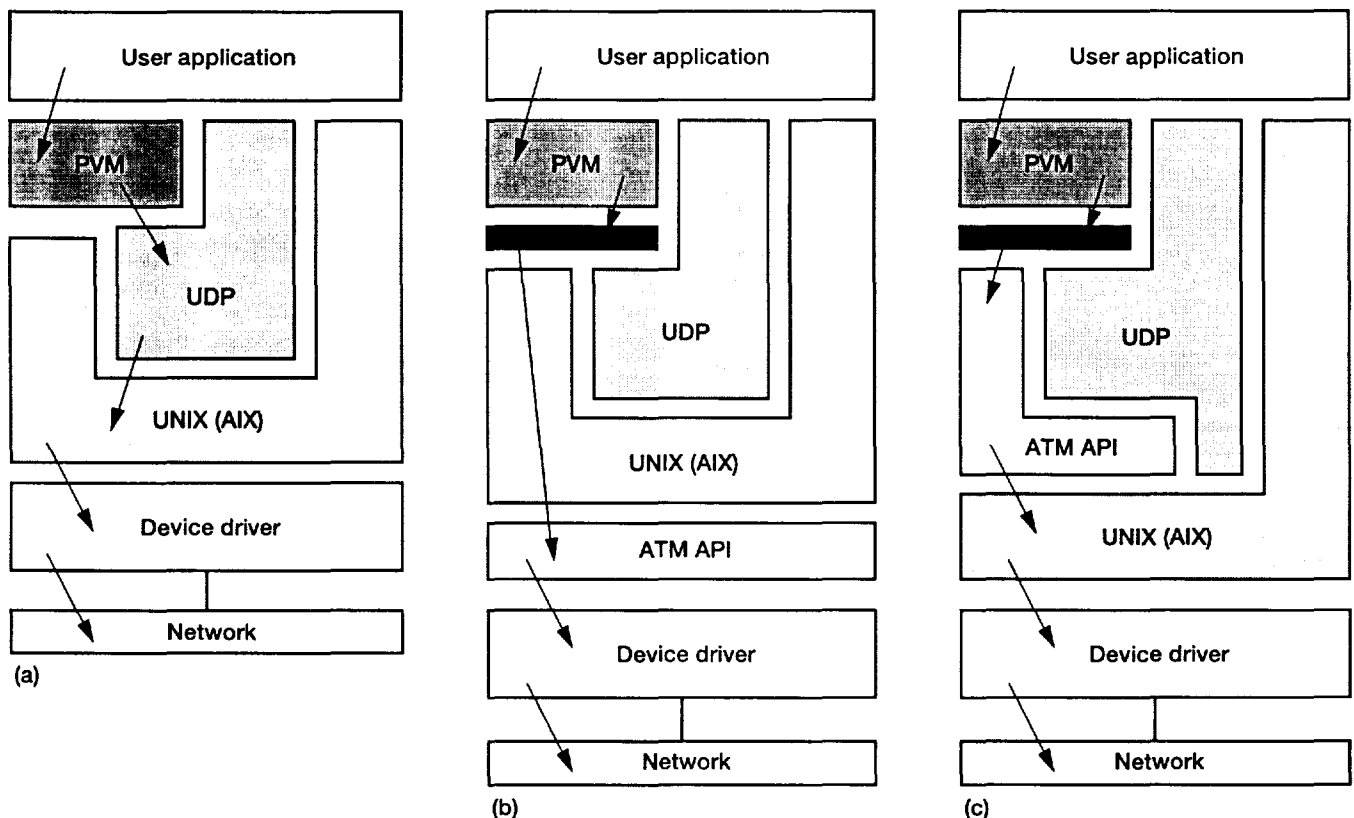 User application
PVM
UDP
UNIX (AIX)
Device driver
Network
(a)
User application
PVM
UDP
UNIX (AIX)
ATM API
Device driver
Network
(b)
User application
PVM
UDP
ATM API
UNIX (AIX)
Device driver
Network
(c)